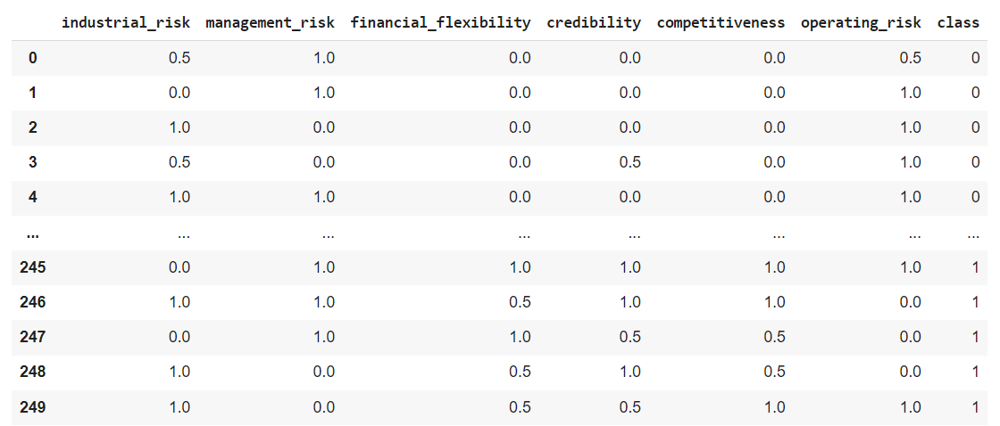 industrial_risk management_risk financial_flexibility credibility competitiveness operating_risk class
0 0.5 1.0 0.0 0.0 0.0 0.5 0
1 0.0 1.0 0.0 0.0 0.0 1.0 0
2 1.0 0.0 0.0 0.0 0.0 1.0 0
3 0.5 0.0 0.0 0.5 0.0 1.0 0
4 1.0 1.0 0.0 0.0 0.0 1.0 0
... ... ... ... ... ... ... ...
245 0.0 1.0 1.0 1.0 1.0 1.0 1
246 1.0 1.0 0.5 1.0 1.0 0.0 1
247 0.0 1.0 1.0 0.5 0.5 0.0 1
248 1.0 0.0 0.5 1.0 0.5 0.0 1
249 1.0 0.0 0.5 0.5 1.0 1.0 1